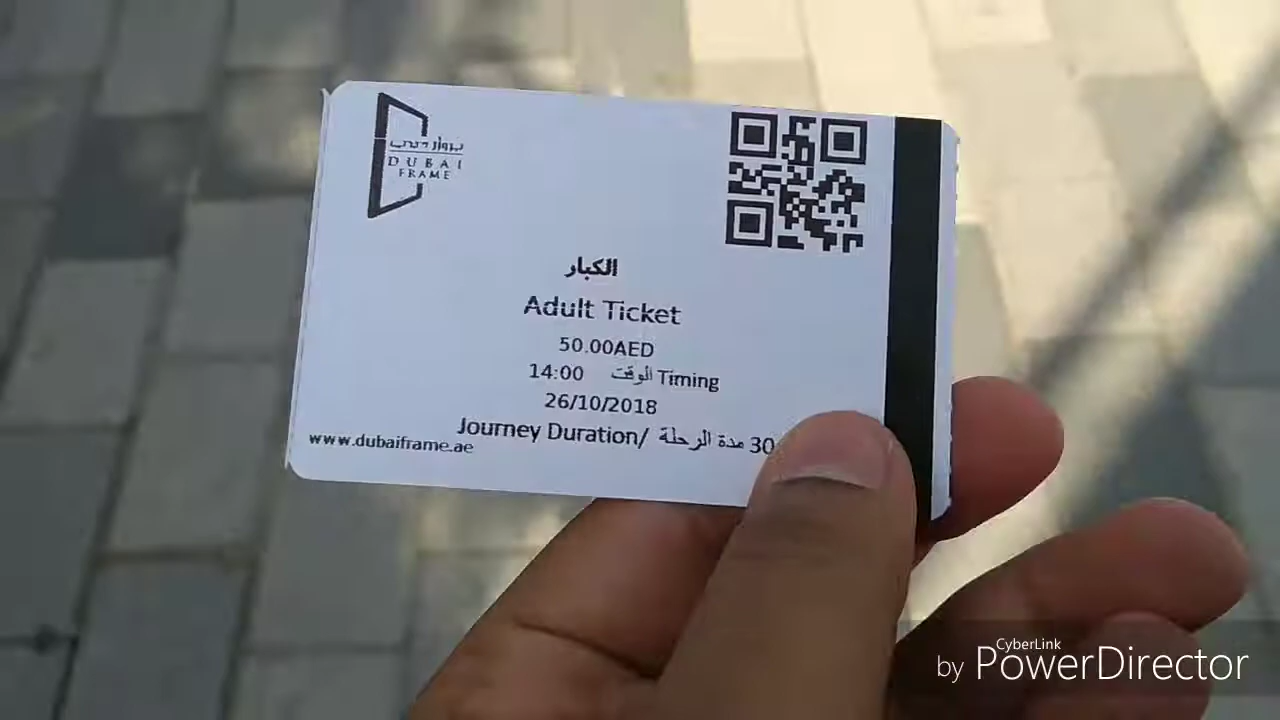 برواز دبي
DUBAI
FRAME
الكبار
Adult Ticket
50.00AED
14:00 الوقت Timing
26/10/2018
Journey Duration/ مدة الرحلة 30
www.dubaiframe.ae
CyberLink
by PowerDirector